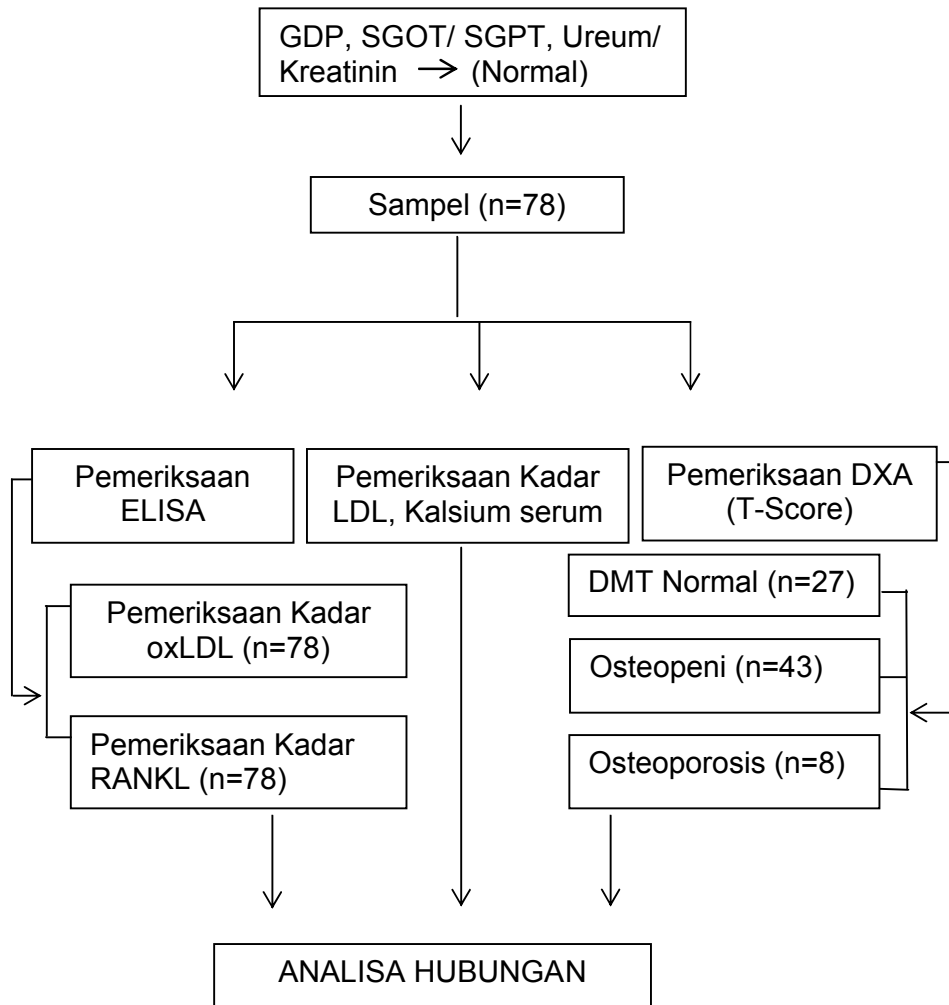 GDP, SGOT/ SGPT, Ureum/
Kreatinin → (Normal)
Sampel (n=78)
Pemeriksaan
ELISA
Pemeriksaan Kadar
LDL, Kalsium serum
Pemeriksaan DXA
(T-Score)
Pemeriksaan Kadar
oxLDL (n=78)
Pemeriksaan Kadar
RANKL (n=78)
DMT Normal (n=27)
Osteopeni (n=43)
Osteoporosis (n=8)
ANALISA HUBUNGAN